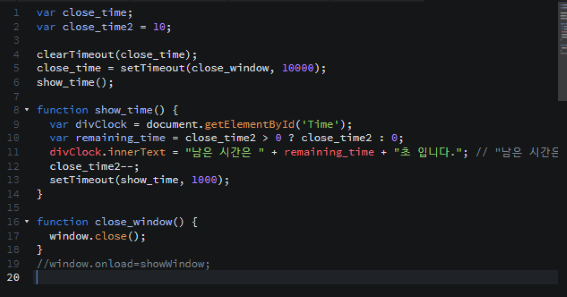 1 var close_time;
2 var close_time2 = 10;
3
4 clearTimeout(close_time);
5 close_time = setTimeout(close_window, 10000);
6 show_time();
7
8 function show_time() {
9 var divClock = document.getElementById('Time');
10 var remaining_time = close_time2 > 0 ? close_time2 : 0;
11 divClock.innerText = "남은 시간은 " + remaining_time + "초 입니다."; // "남은 시간은
12 close_time2--;
13 setTimeout(show_time, 1000);
14 }
15
16 function close_window() {
17 window.close();
18 }
19 //window.onload=showWindow;
20